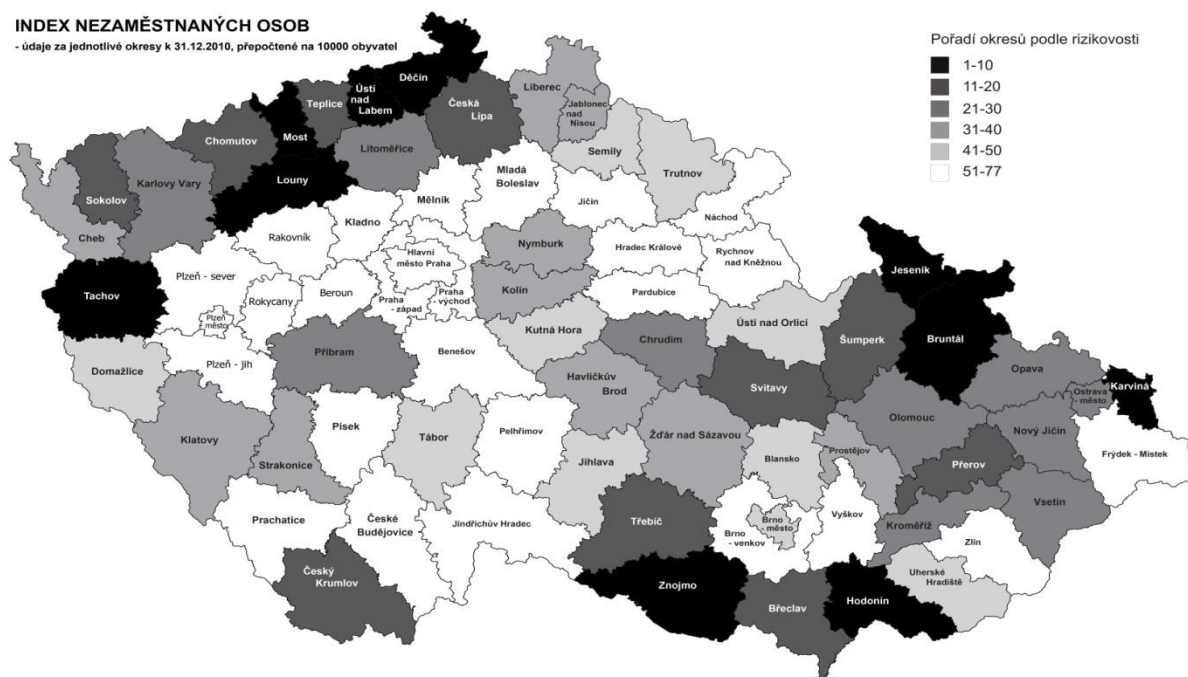 INDEX NEZAMĚSTNANÝCH OSOB
- údaje za jednotlivé okresy k 31.12.2010, přepočtené na 10000 obyvatel
Pořadí okresů podle rizikovosti
1-10
11-20
21-30
31-40
41-50
51-77
Děčín
Ústí
nad
Labem
Teplice
Česká
Lípa
Liberec
Jablonec
nad
Nisou
Most
Chomutov
Litoměřice
Semily
Trutnov
Louny
Mladá
Boleslav
Sokolov
Karlovy Vary
Mělník
Jičín
Náchod
Kladno
Rakovník
Cheb
Nymburk
Hradec Králové
Rychnov
nad Kněžnou
Hlavní
město Praha
Plzeň - sever
Jeseník
Tachov
Rokycany
Beroun
Praha
- západ
Praha
- východ
Kolín
Pardubice
Plzeň
město
Kutná Hora
Ústí nad Orlicí
Šumperk
Bruntál
Chrudim
Příbram
Benešov
Domažlice
Plzeň - jih
Opava
Karviná
Ostrava
- město
Havlíčkův
Brod
Svitavy
Olomouc
Nový Jičín
Klatovy
Písek
Tábor
Pelhřimov
Žďár nad Sázavou
Strakonice
Jihlava
Blansko
Prostějov
Přerov
Frýdek - Místek
Vsetín
Prachatice
České
Budějovice
Jindřichův Hradec
Třebíč
Brno
- venkov
Brno
- město
Vyškov
Kroměříž
Zlín
Český
Krumlov
Znojmo
Břeclav
Hodonín
Uherské
Hradiště